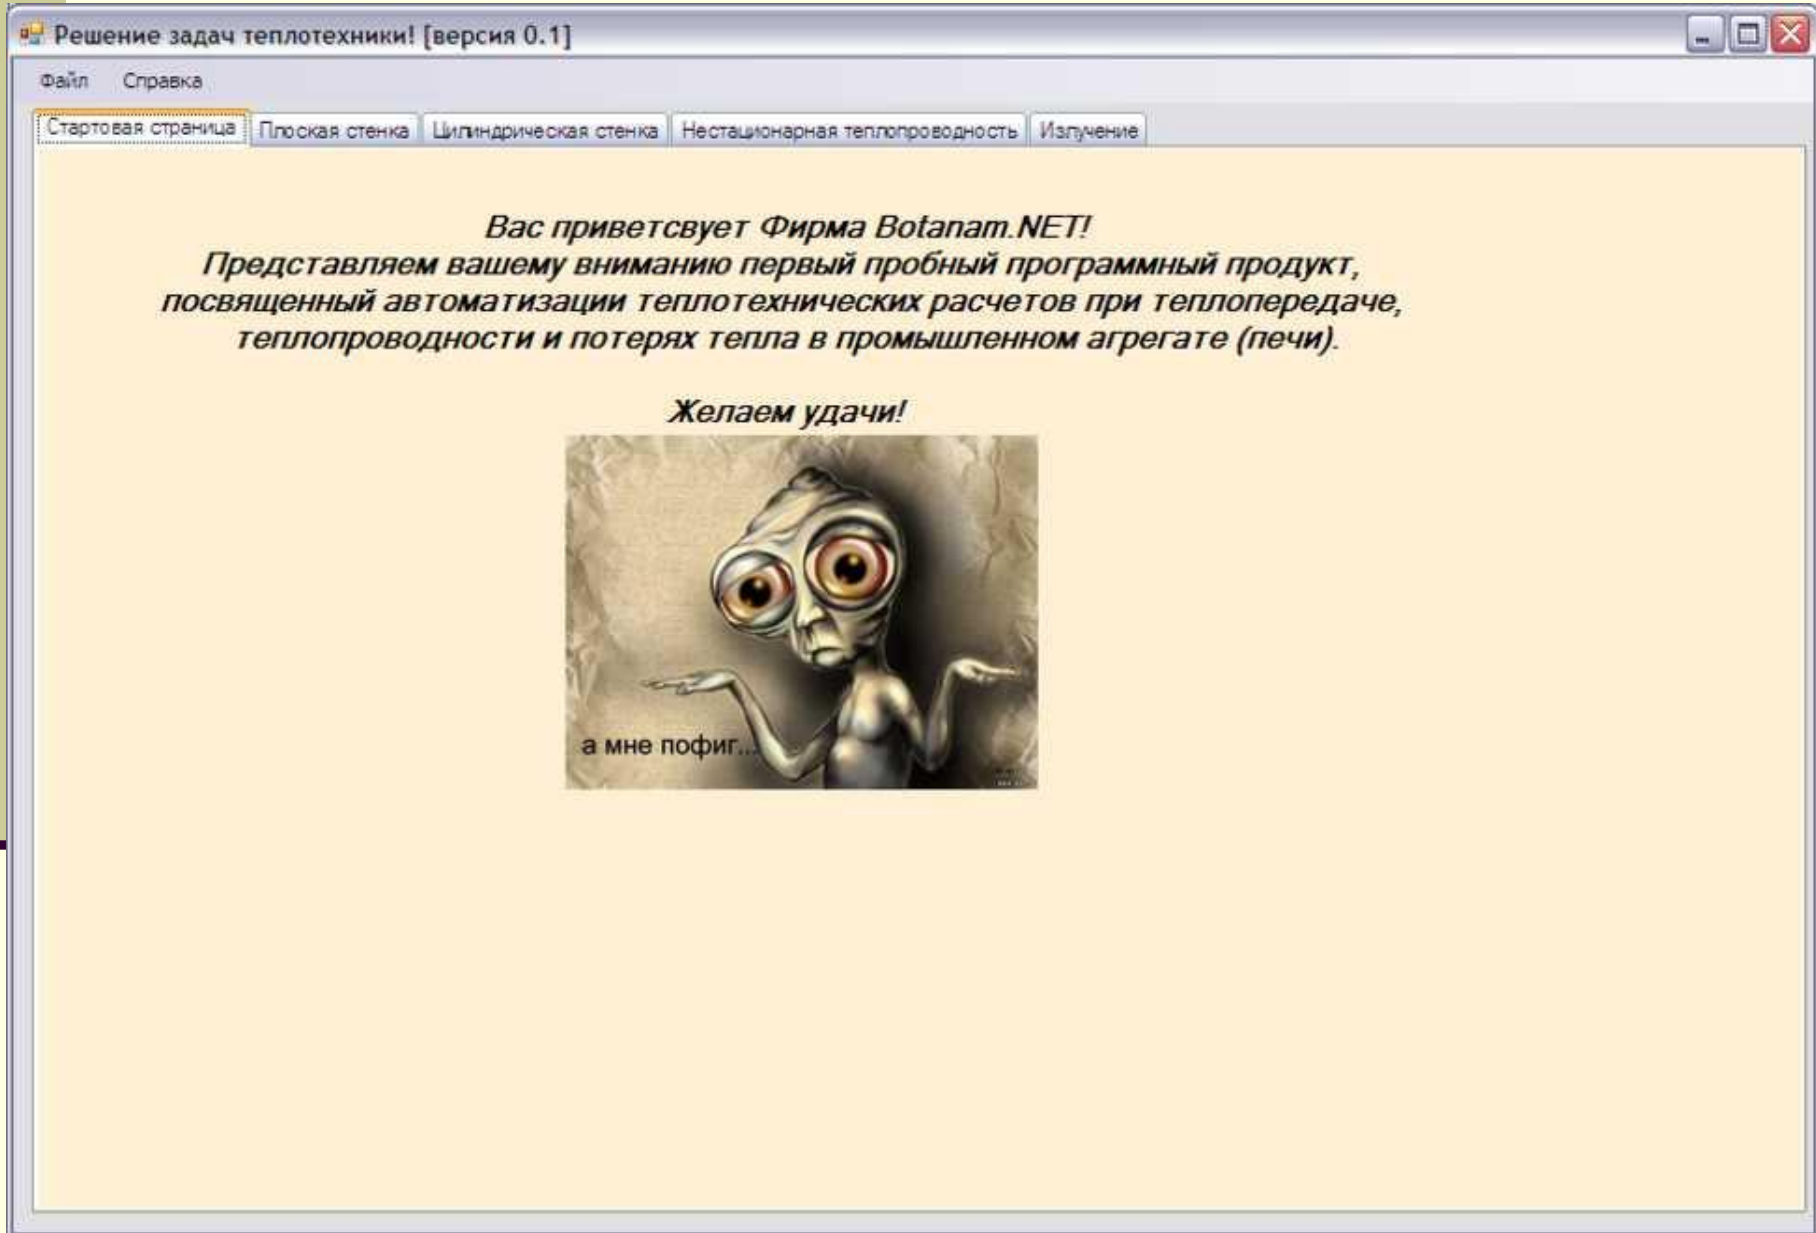 Решение задач теплотехники! [версия 0.1]
Файл Справка
Стартовая страница Плоская стенка Цилиндрическая стенка Нестационарная теплопроводность Излучение
Вас приветсвует Фирма Botanam.NET!
Представляем вашему вниманию первый пробный программный продукт,
посвященный автоматизации теплотехнических расчетов при теплопередаче,
теплопроводности и потерях тепла в промышленном агрегате (печи).
Желаем удачи!
а мне пофиг...